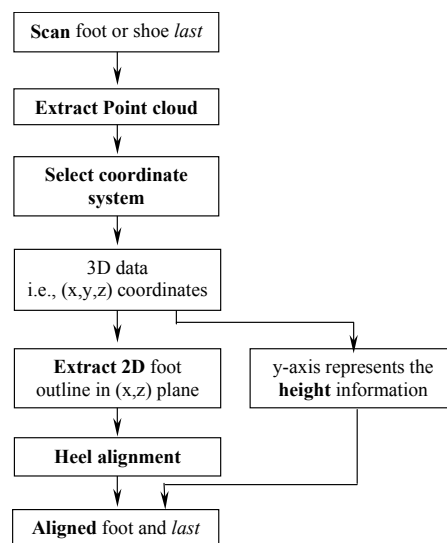 Scan foot or shoe last
Extract Point cloud
Select coordinate
system
3D data
i.e., (x,y,z) coordinates
Extract 2D foot
outline in (x,z) plane
y-axis represents the
height information
Heel alignment
Aligned foot and last